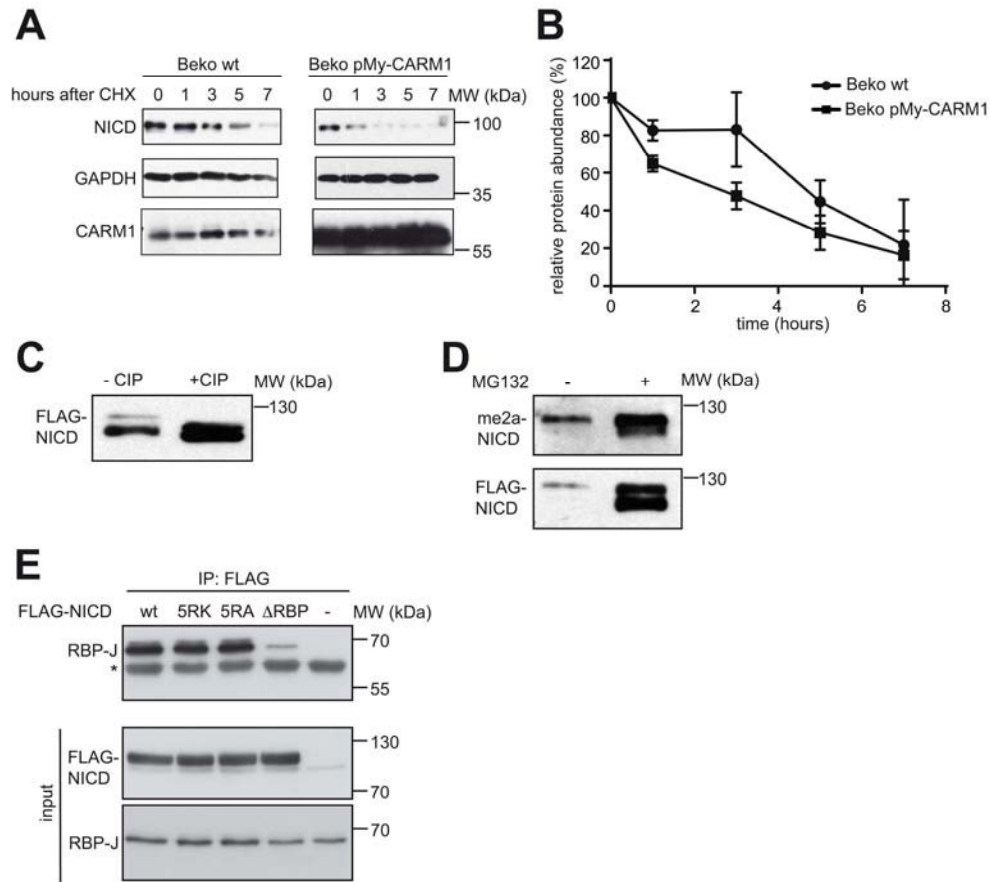 A
Beko wt Beko pMy-CARM1
hours after CHX 0 1 3 5 7 0 1 3 5 7 MW (kDa)
NICD 100
GAPDH 35
CARM1 55
B
relative protein abundance (%)
120
100
80
60
40
20
0
0 2 4 6 8
time (hours)
Beko wt
Beko pMy-CARM1
C
- CIP +CIP MW (kDa)
FLAG-
NICD
130
D
MG132 - + MW (kDa)
me2a-
NICD
130
FLAG-
NICD
130
E
IP: FLAG
FLAG-NICD wt 5RK 5RA ΔRBP - MW (kDa)
RBP-J 70
*
55
input
FLAG-
NICD
130
70
RBP-J 70